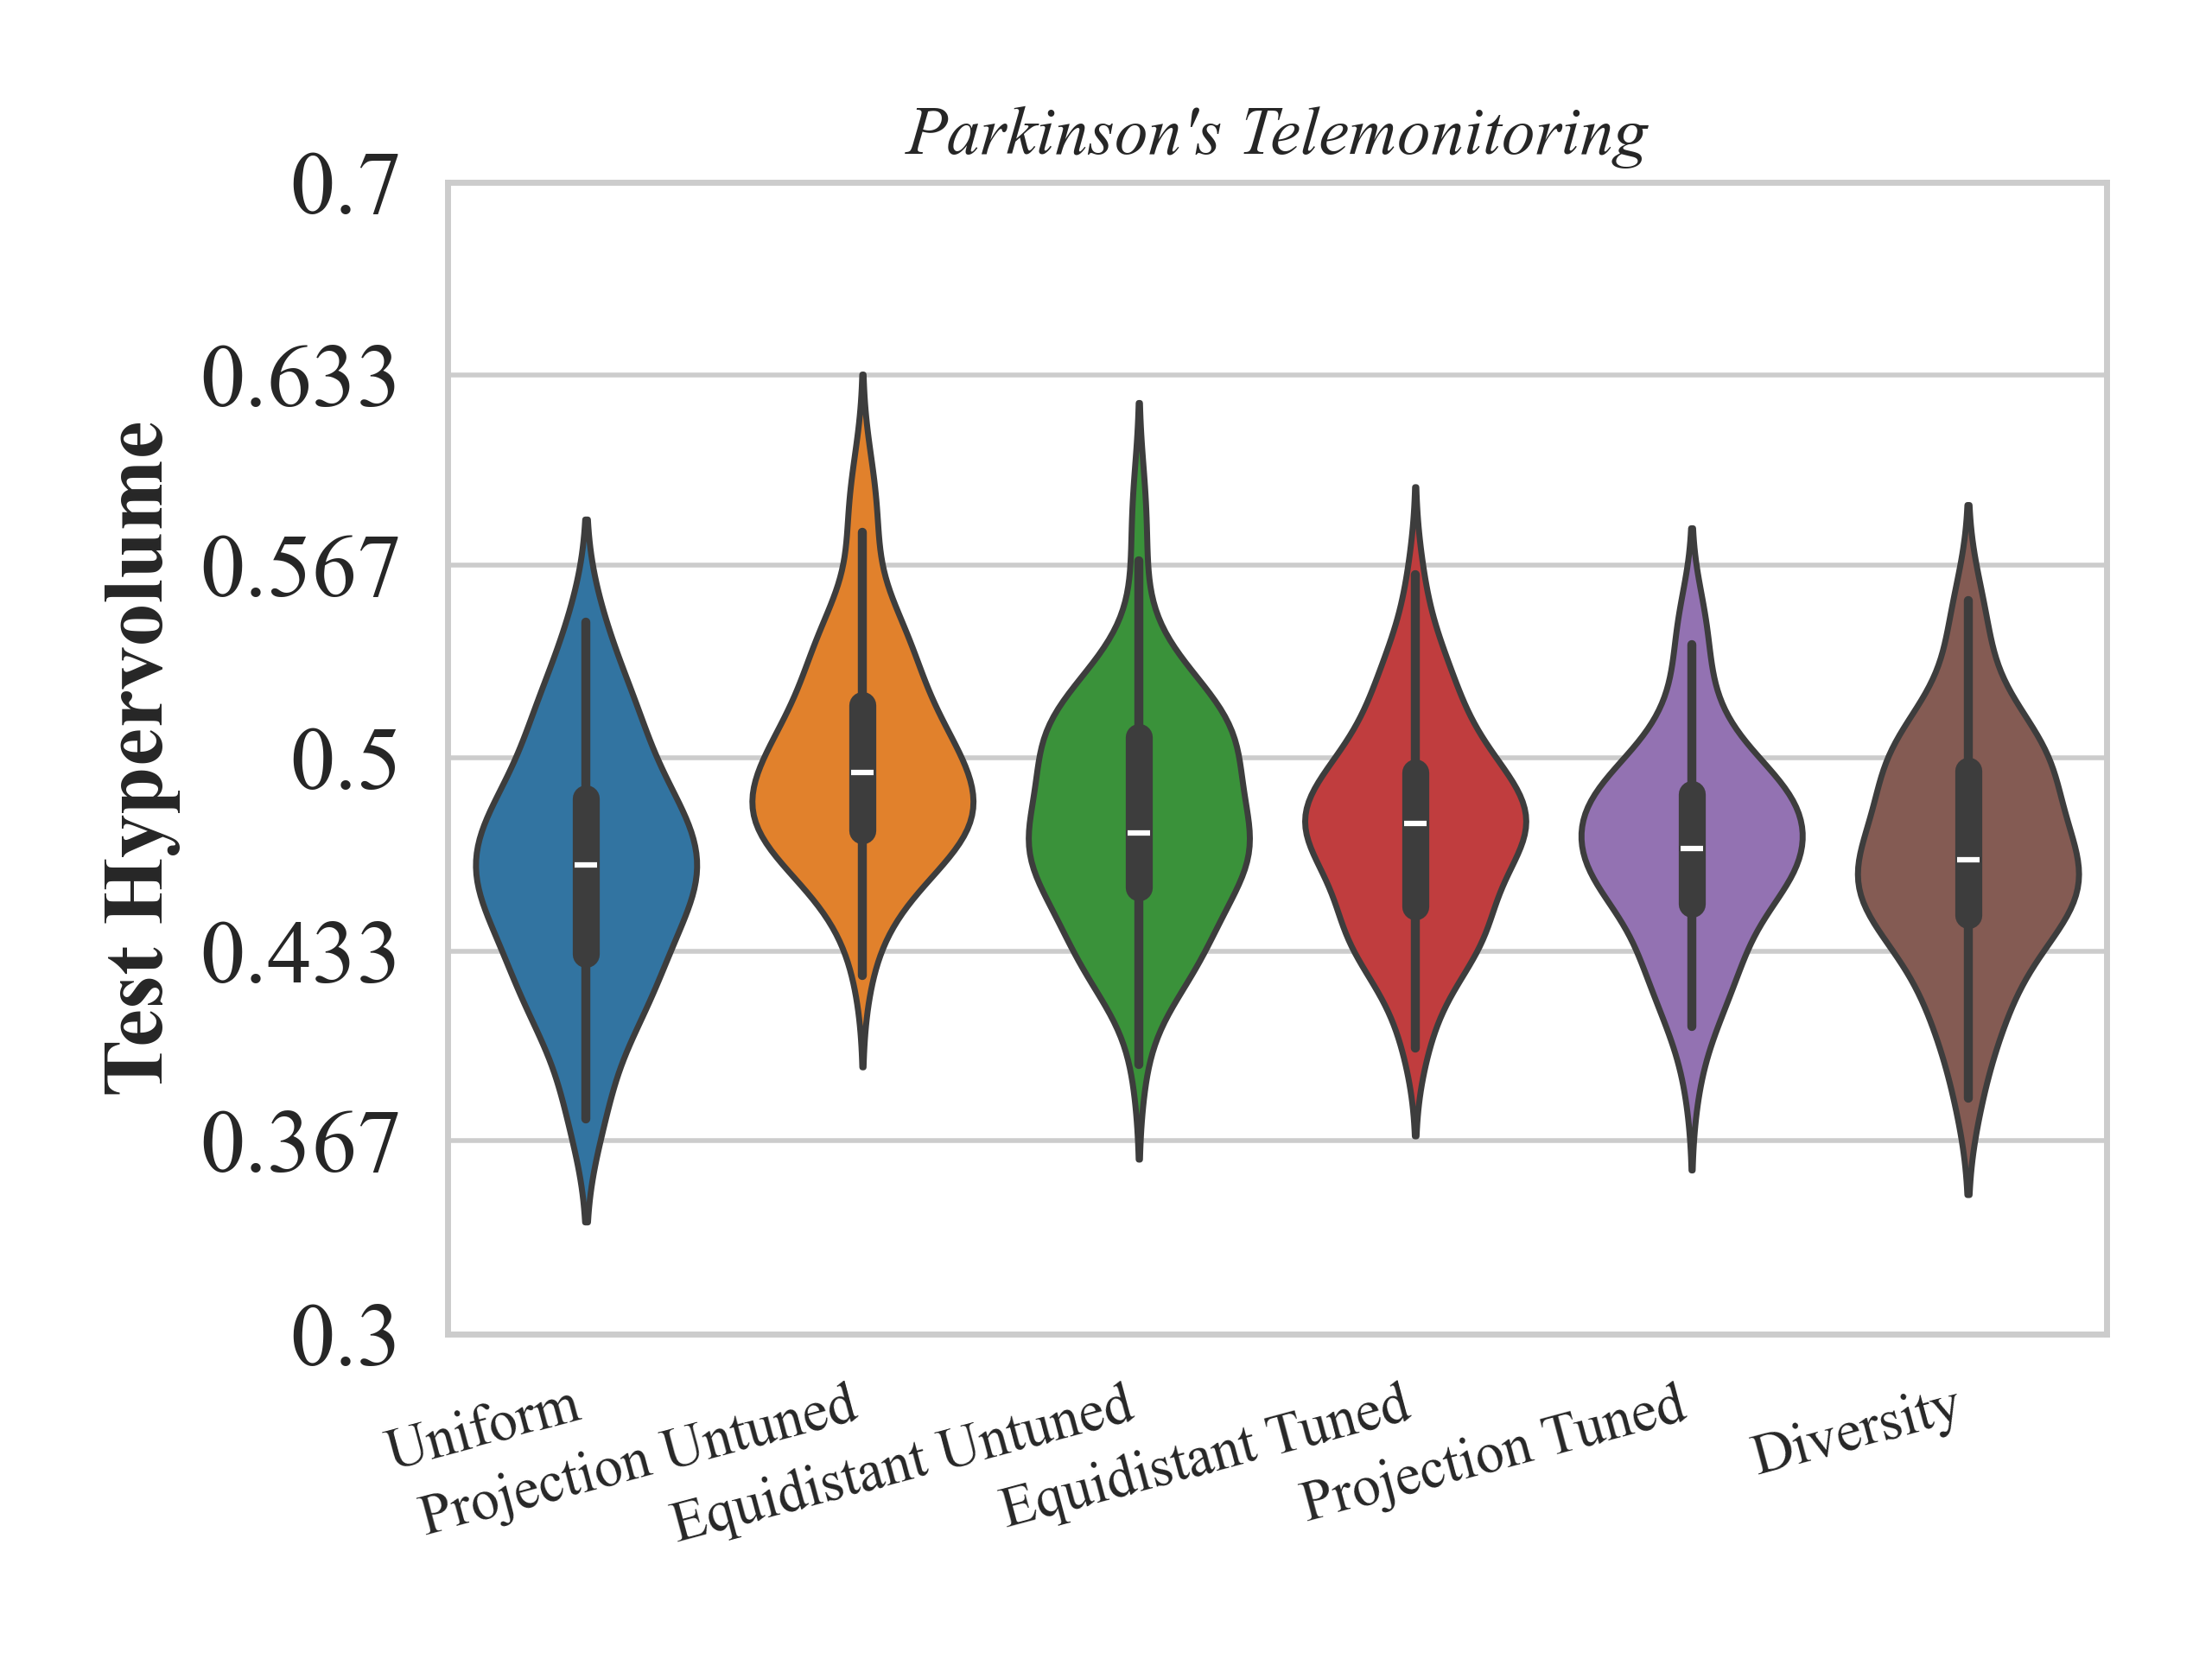 Parkinson's Telemonitoring
Test Hypervolume
0.7
0.633
0.567
0.5
0.433
0.367
0.3
Uniform
Projection Untuned
Equidistant Untuned
Equidistant Tuned
Projection Tuned
Diversity